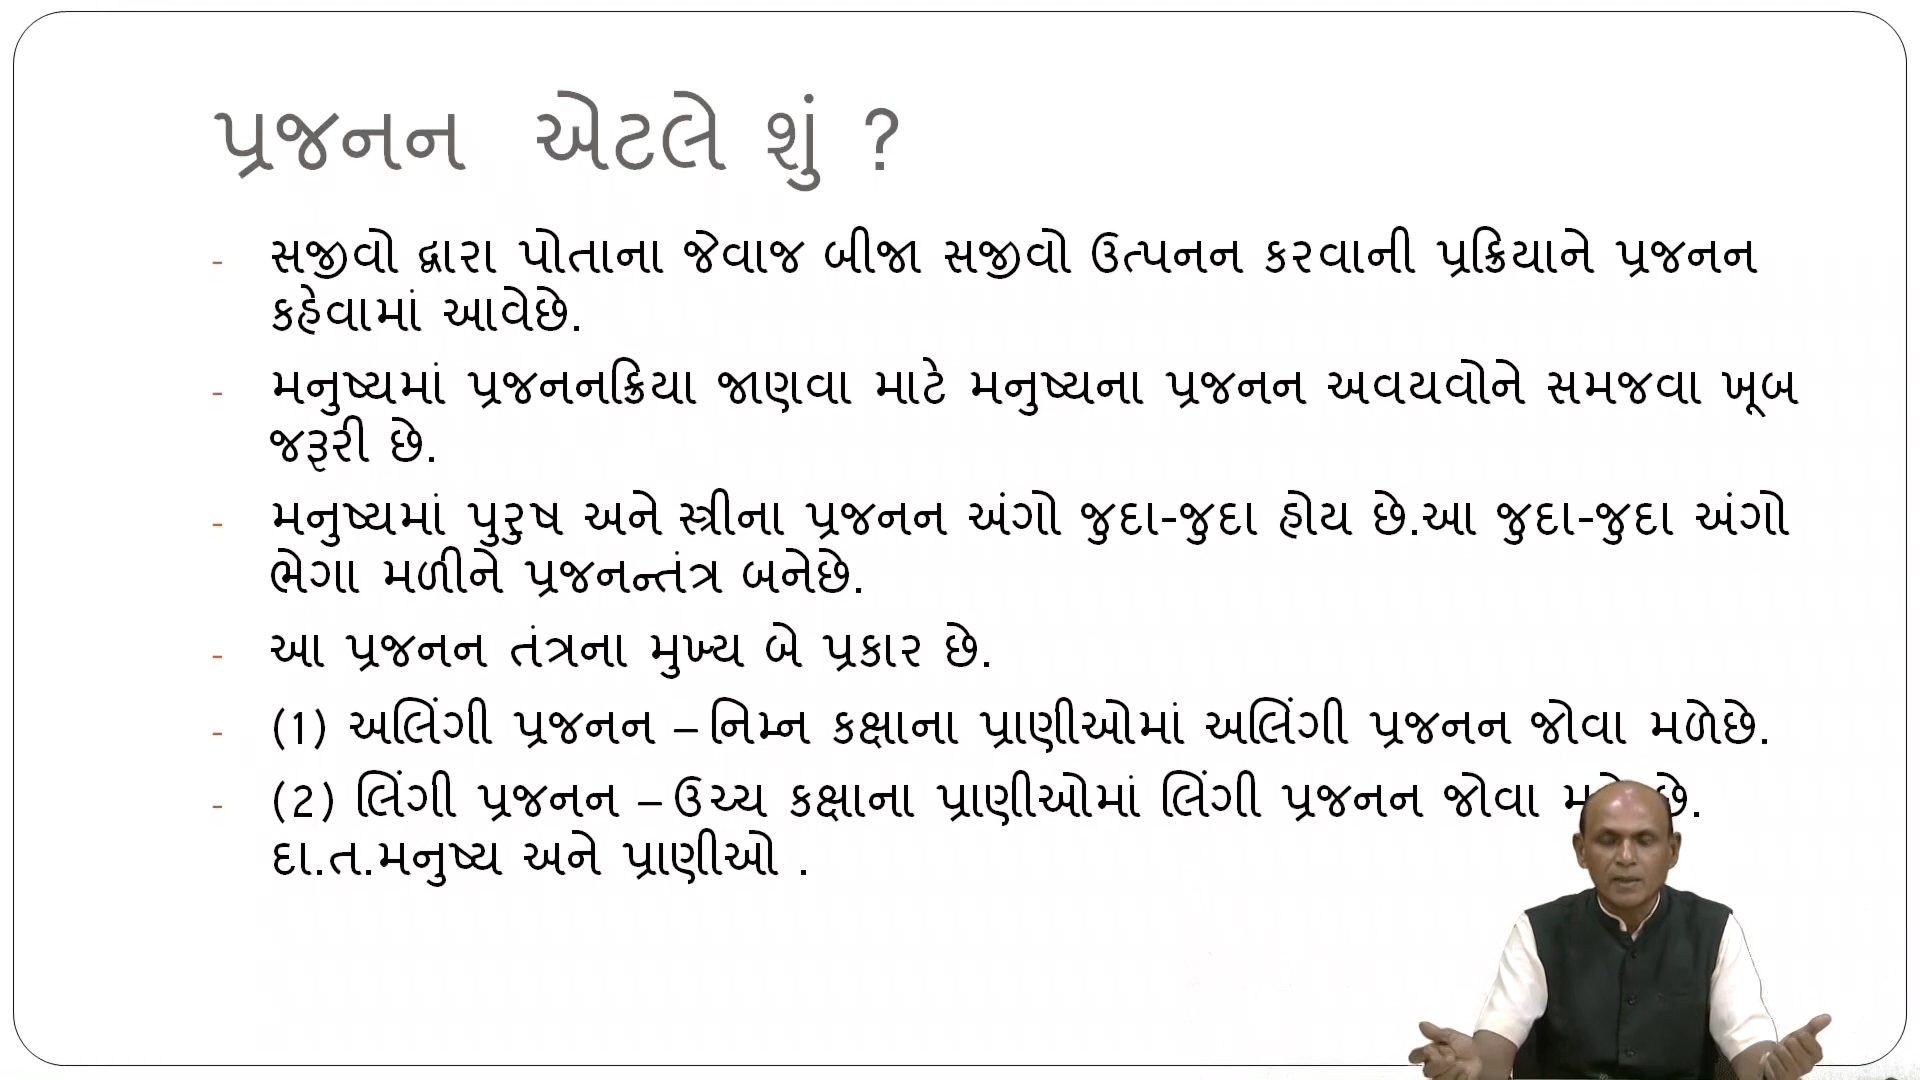 પ્રજનન એટલે શું ?
- સજીવો દ્વારા પોતાના જેવાજ બીજા સજીવો ઉત્પનન કરવાની પ્રક્રિયાને પ્રજનન
કહેવામાં આવેછે.
- મનુષ્યમાં પ્રજનનક્રિયા જાણવા માટે મનુષ્યના પ્રજનન અવયવોને સમજવા ખૂબ
જરૂરી છે.
- મનુષ્યમાં પુરુષ અને સ્ત્રીના પ્રજનન અંગો જુદા-જુદા હોય છે.આ જુદા-જુદા અંગો
ભેગા મળીને પ્રજનન્તંત્ર બનેછે.
- આ પ્રજનન તંત્રના મુખ્ય બે પ્રકાર છે.
- (1) અલિંગી પ્રજનન – નિમ્ન કક્ષાના પ્રાણીઓમાં અલિંગી પ્રજનન જોવા મળેછે.
- (2) લિંગી પ્રજનન – ઉચ્ચ કક્ષાના પ્રાણીઓમાં લિંગી પ્રજનન જોવા છે.
દા.ત.મનુષ્ય અને પ્રાણીઓ .